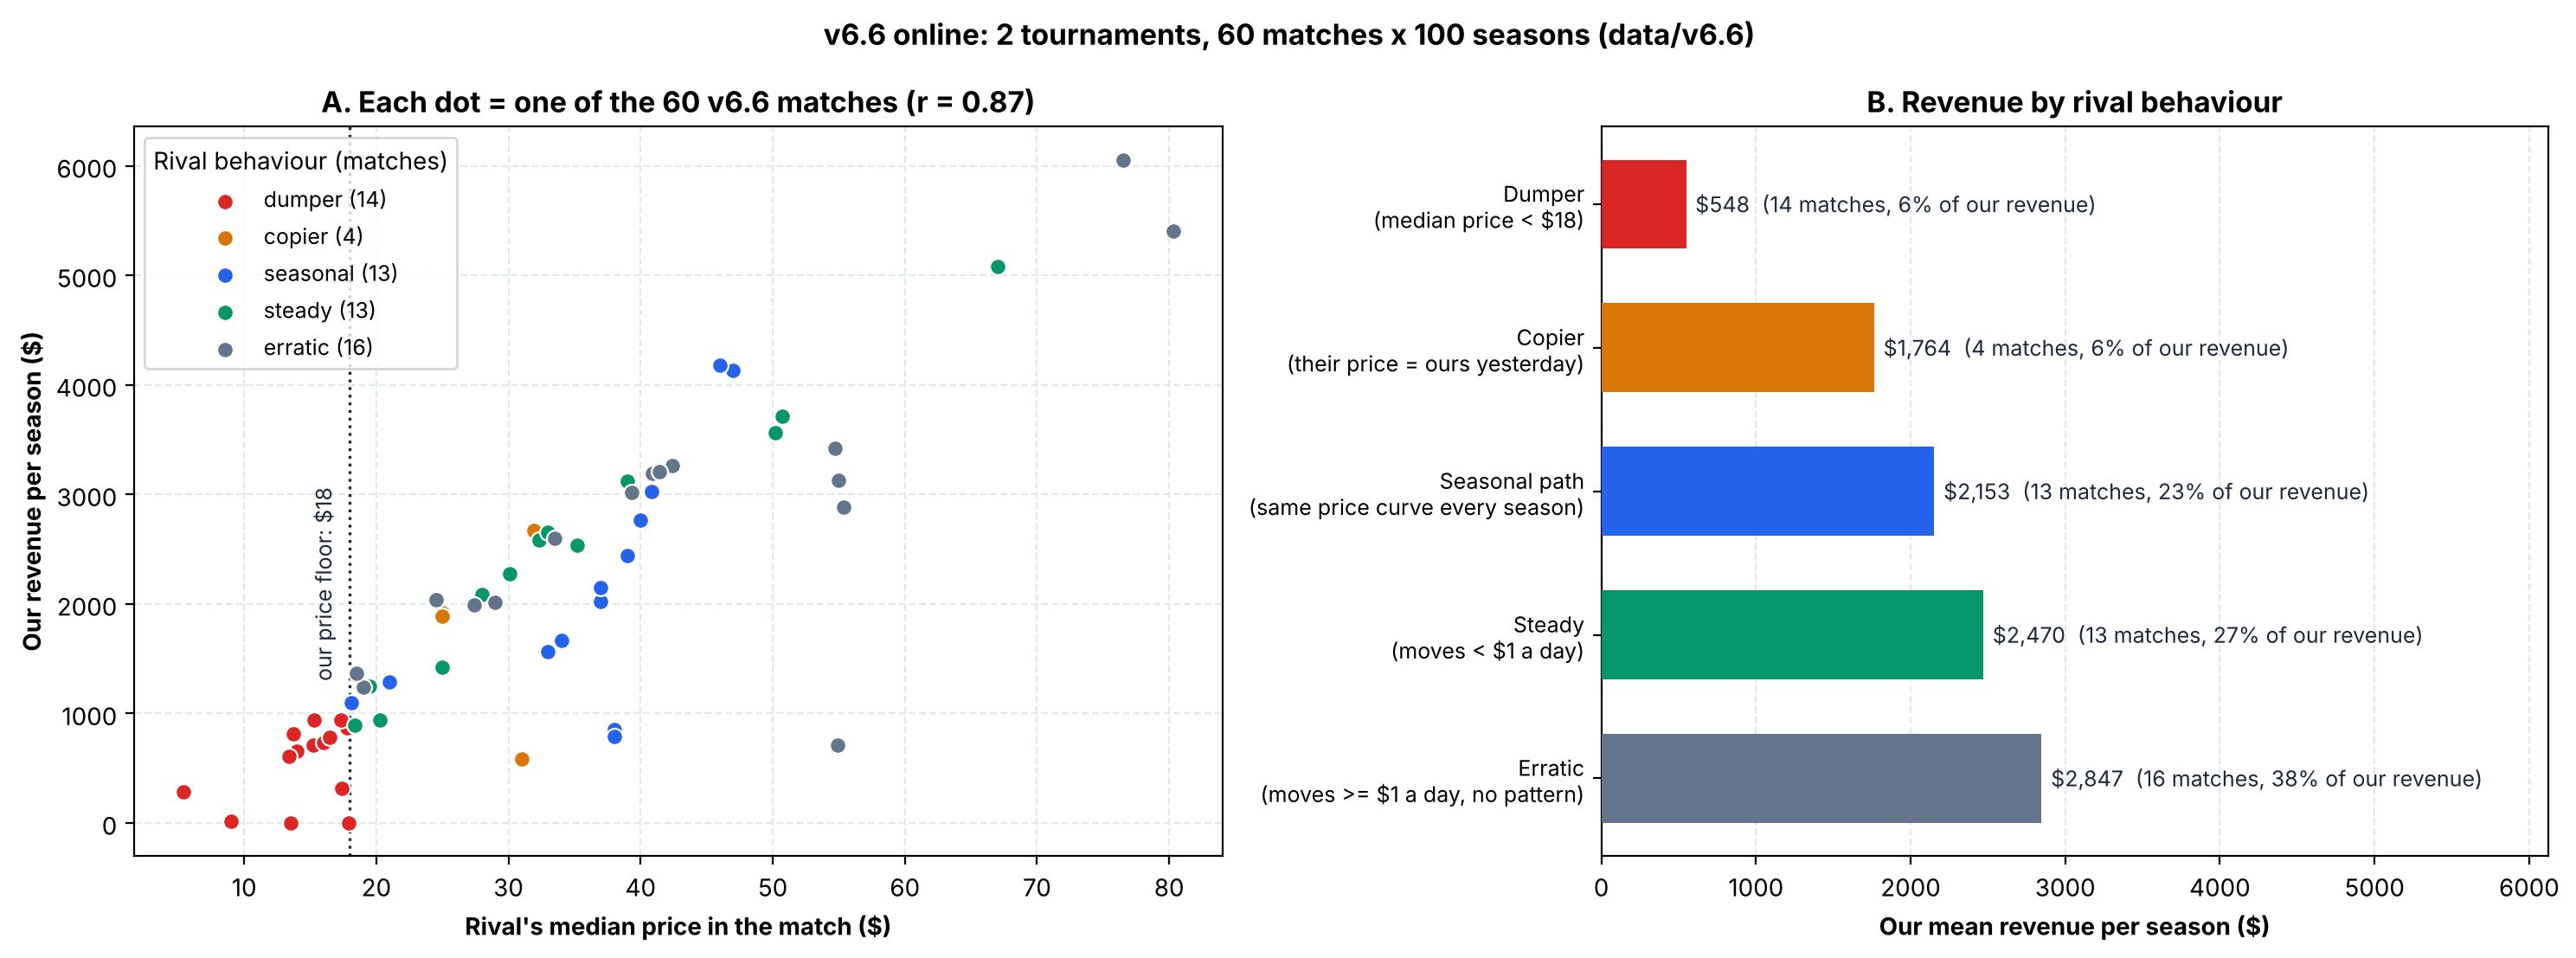 v6.6 online: 2 tournaments, 60 matches x 100 seasons (data/v6.6)
A. Each dot = one of the 60 v6.6 matches (r = 0.87)
Our revenue per season ($)
6000
5000
4000
3000
2000
1000
0
Rival behaviour (matches)
dumper (14)
copier (4)
seasonal (13)
steady (13)
erratic (16)
our price floor: $18
10 20 30 40 50 60 70 80
Rival's median price in the match ($)
B. Revenue by rival behaviour
Dumper
(median price < $18)
$548 (14 matches, 6% of our revenue)
Copier
(their price = ours yesterday)
$1,764 (4 matches, 6% of our revenue)
Seasonal path
(same price curve every season)
$2,153 (13 matches, 23% of our revenue)
Steady
(moves < $1 a day)
$2,470 (13 matches, 27% of our revenue)
Erratic
(moves >= $1 a day, no pattern)
$2,847 (16 matches, 38% of our revenue)
0 1000 2000 3000 4000 5000 6000
Our mean revenue per season ($)